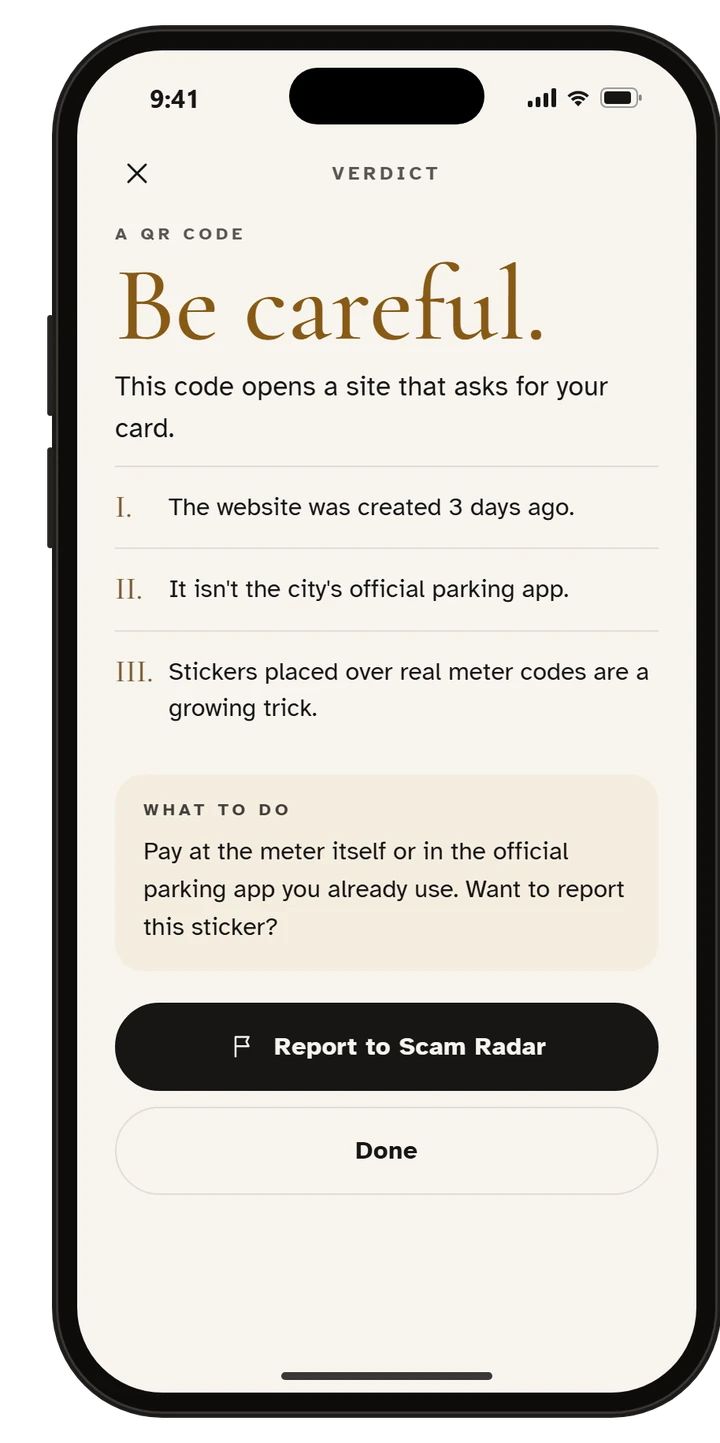 9:41
VERDICT
A QR CODE
Be careful.
This code opens a site that asks for your
card.
I. The website was created 3 days ago.
II. It isn't the city's official parking app.
III. Stickers placed over real meter codes are a
growing trick.
WHAT TO DO
Pay at the meter itself or in the official
parking app you already use. Want to report
this sticker?
Report to Scam Radar
Done